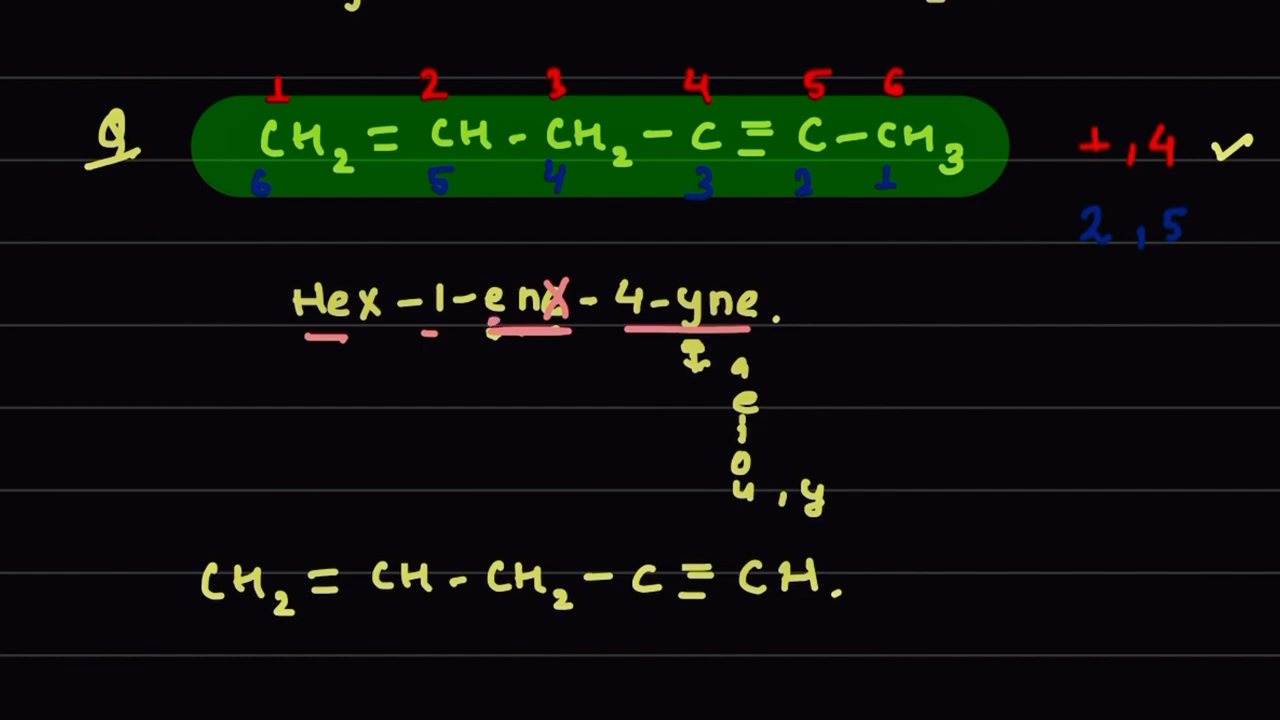 1 2 3 4 5 6
Q CH₂ = CH - CH₂ - C ≡ C - CH₃ 1, 4 ✓
6 5 4 3 2 1 2, 5
Hex - 1 - ene - 4 - yne.
a
e
i
o
u, y
CH₂ = CH - CH₂ - C ≡ CH.